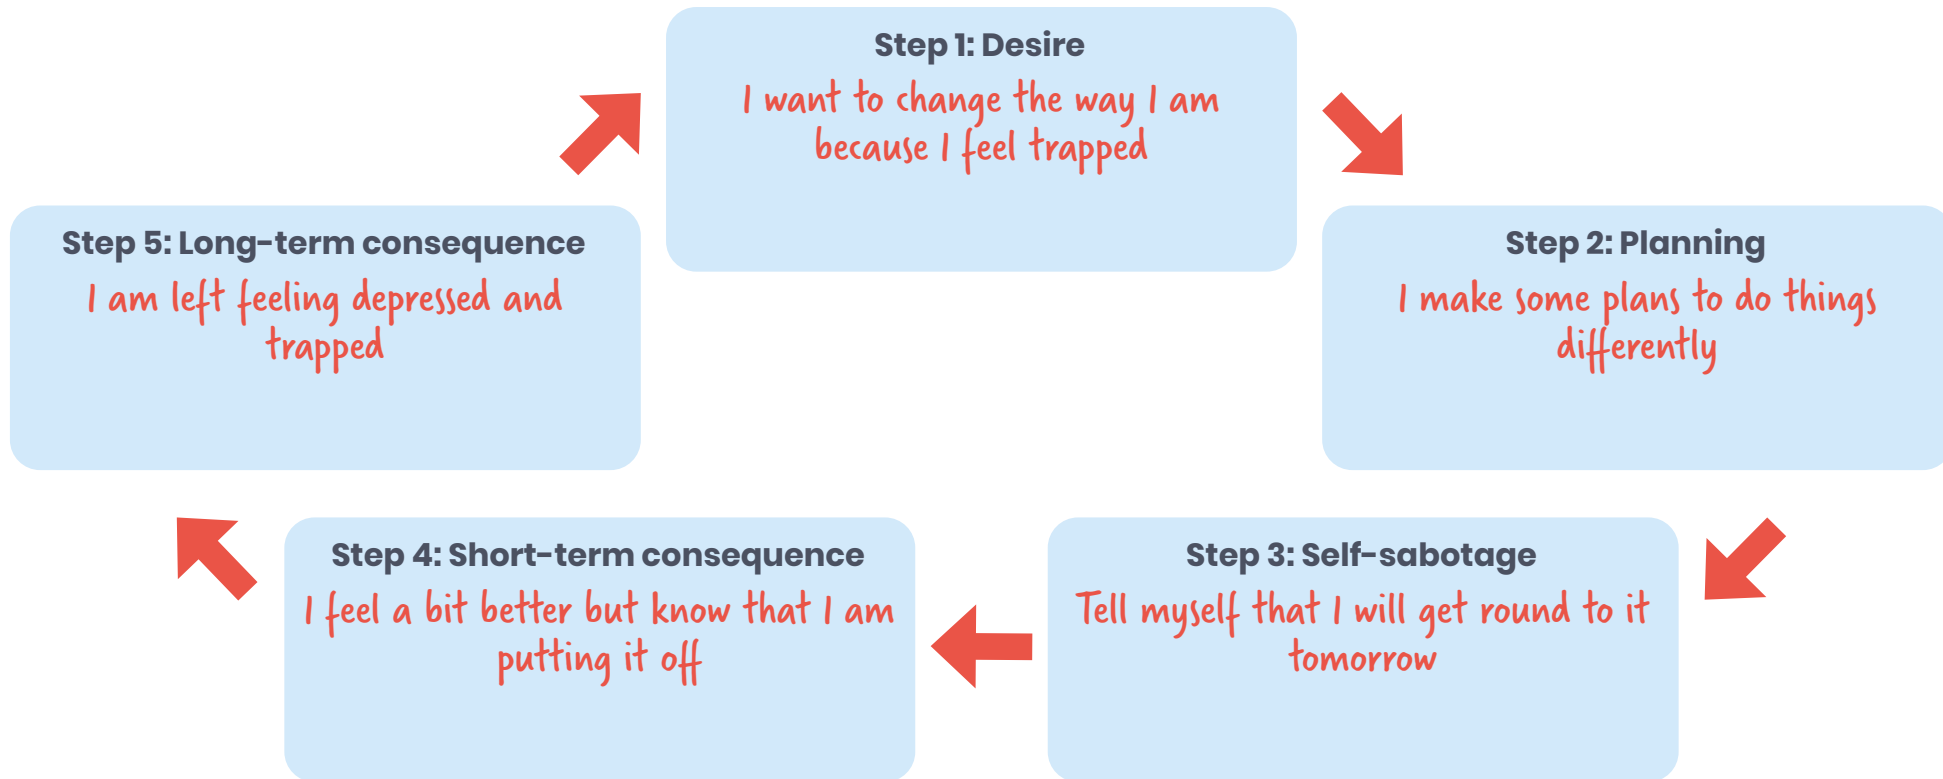 Step 1: Desire
I want to change the way I am
because I feel trapped
Step 2: Planning
I make some plans to do things
differently
Step 3: Self-sabotage
Tell myself that I will get round to it
tomorrow
Step 4: Short-term consequence
I feel a bit better but know that I am
putting it off
Step 5: Long-term consequence
I am left feeling depressed and
trapped